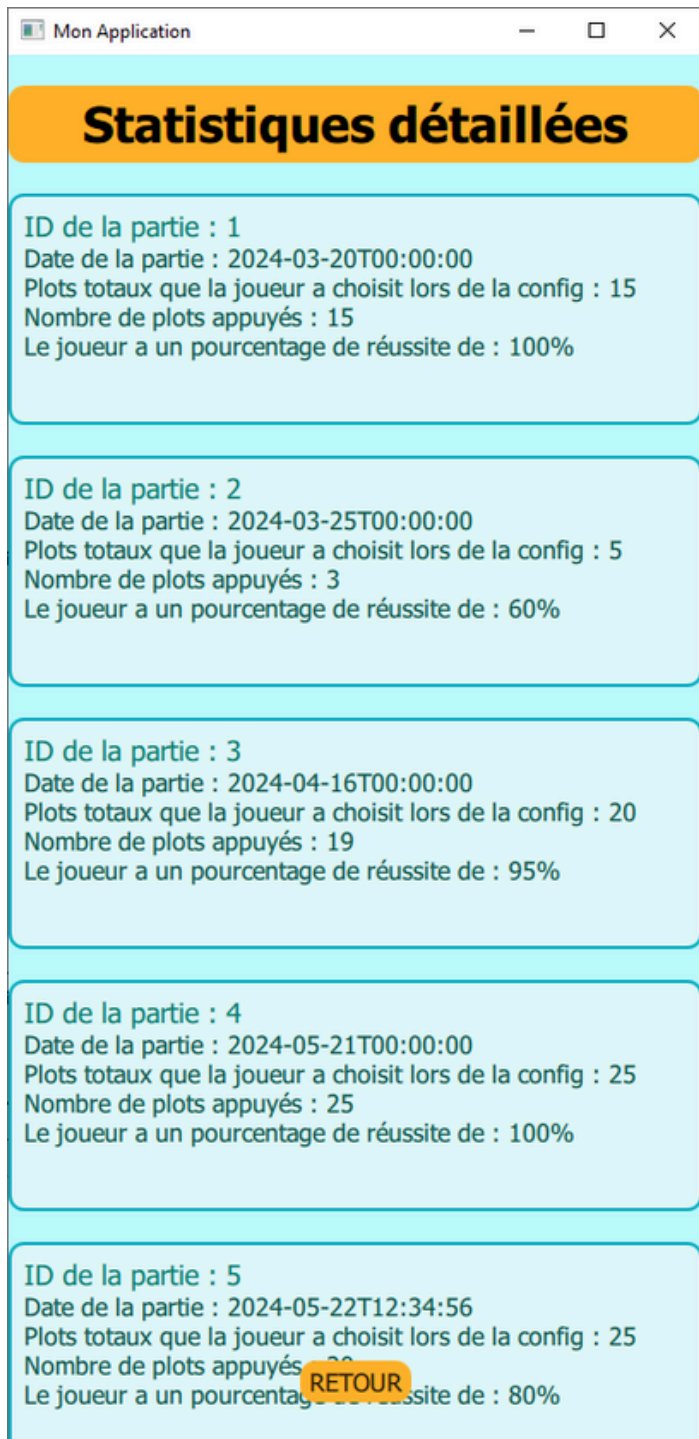 Mon Application
Statistiques détaillées
ID de la partie : 1
Date de la partie : 2024-03-20T00:00:00
Plots totaux que la joueur a choisit lors de la config : 15
Nombre de plots appuyés : 15
Le joueur a un pourcentage de réussite de : 100%
ID de la partie : 2
Date de la partie : 2024-03-25T00:00:00
Plots totaux que la joueur a choisit lors de la config : 5
Nombre de plots appuyés : 3
Le joueur a un pourcentage de réussite de : 60%
ID de la partie : 3
Date de la partie : 2024-04-16T00:00:00
Plots totaux que la joueur a choisit lors de la config : 20
Nombre de plots appuyés : 19
Le joueur a un pourcentage de réussite de : 95%
ID de la partie : 4
Date de la partie : 2024-05-21T00:00:00
Plots totaux que la joueur a choisit lors de la config : 25
Nombre de plots appuyés : 25
Le joueur a un pourcentage de réussite de : 100%
ID de la partie : 5
Date de la partie : 2024-05-22T12:34:56
Plots totaux que la joueur a choisit lors de la config : 25
Nombre de plots appuyés
RETOUR
Le joueur a un de : 80%